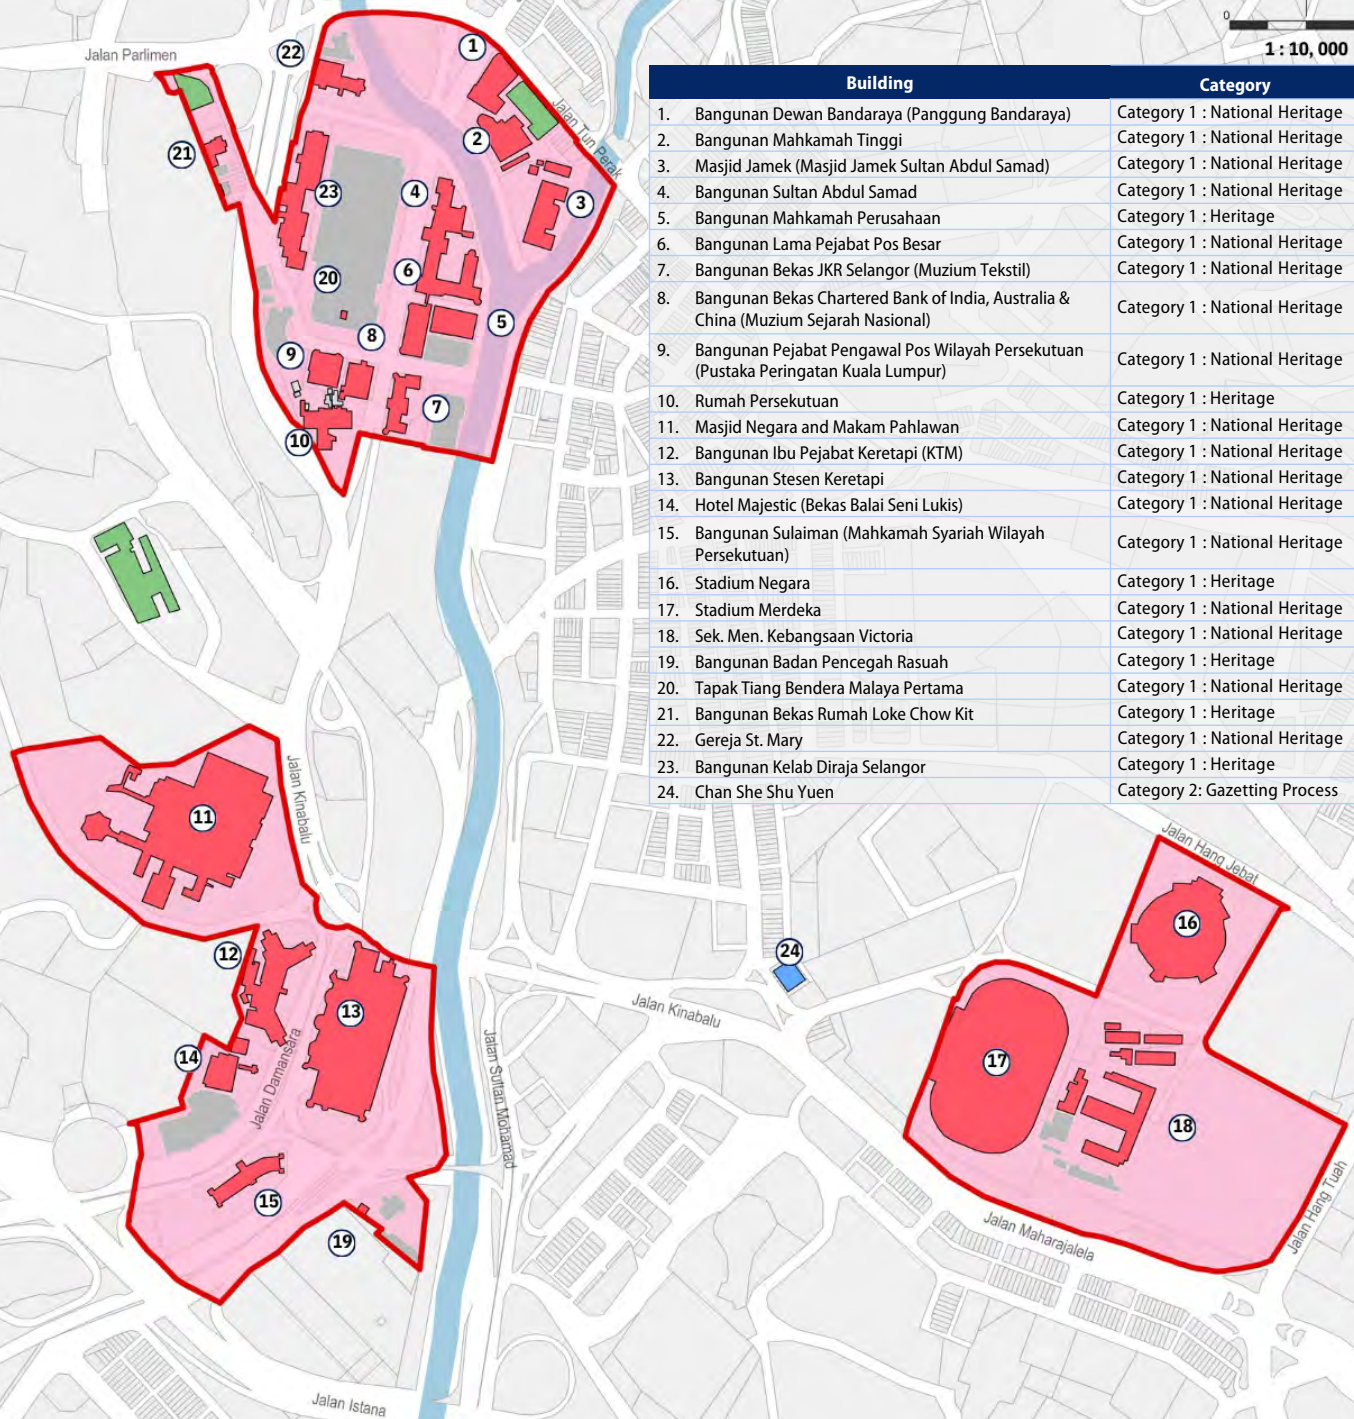 0
1 : 10, 000
Jalan Parlimen
22
1
21
2
Jalan Tun Perak
23
4
3
20
6
8
5
9
7
10
Building Category
1. Bangunan Dewan Bandaraya (Panggung Bandaraya) Category 1 : National Heritage
2. Bangunan Mahkamah Tinggi Category 1 : National Heritage
3. Masjid Jamek (Masjid Jamek Sultan Abdul Samad) Category 1 : National Heritage
4. Bangunan Sultan Abdul Samad Category 1 : National Heritage
5. Bangunan Mahkamah Perusahaan Category 1 : Heritage
6. Bangunan Lama Pejabat Pos Besar Category 1 : National Heritage
7. Bangunan Bekas JKR Selangor (Muzium Tekstil) Category 1 : National Heritage
8. Bangunan Bekas Chartered Bank of India, Australia &
China (Muzium Sejarah Nasional) Category 1 : National Heritage
9. Bangunan Pejabat Pengawal Pos Wilayah Persekutuan
(Pustaka Peringatan Kuala Lumpur) Category 1 : National Heritage
10. Rumah Persekutuan Category 1 : Heritage
11. Masjid Negara and Makam Pahlawan Category 1 : National Heritage
12. Bangunan Ibu Pejabat Keretapi (KTM) Category 1 : National Heritage
13. Bangunan Stesen Keretapi Category 1 : National Heritage
14. Hotel Majestic (Bekas Balai Seni Lukis) Category 1 : National Heritage
15. Bangunan Sulaiman (Mahkamah Syariah Wilayah
Persekutuan) Category 1 : National Heritage
16. Stadium Negara Category 1 : Heritage
17. Stadium Merdeka Category 1 : National Heritage
18. Sek. Men. Kebangsaan Victoria Category 1 : National Heritage
19. Bangunan Badan Pencegah Rasuah Category 1 : Heritage
20. Tapak Tiang Bendera Malaya Pertama Category 1 : National Heritage
21. Bangunan Bekas Rumah Loke Chow Kit Category 1 : Heritage
22. Gereja St. Mary Category 1 : National Heritage
23. Bangunan Kelab Diraja Selangor Category 1 : Heritage
24. Chan She Shu Yuen Category 2: Gazetting Process
Jalan Kinabalu
11
Jalan Hang Jebat
16
12
24
13
Jalan Kinabalu
14
Jalan Damansara
Jalan Sultan Mohamad
17
18
15
19
Jalan Maharajalela
Jalan Hang Tuah
Jalan Istana